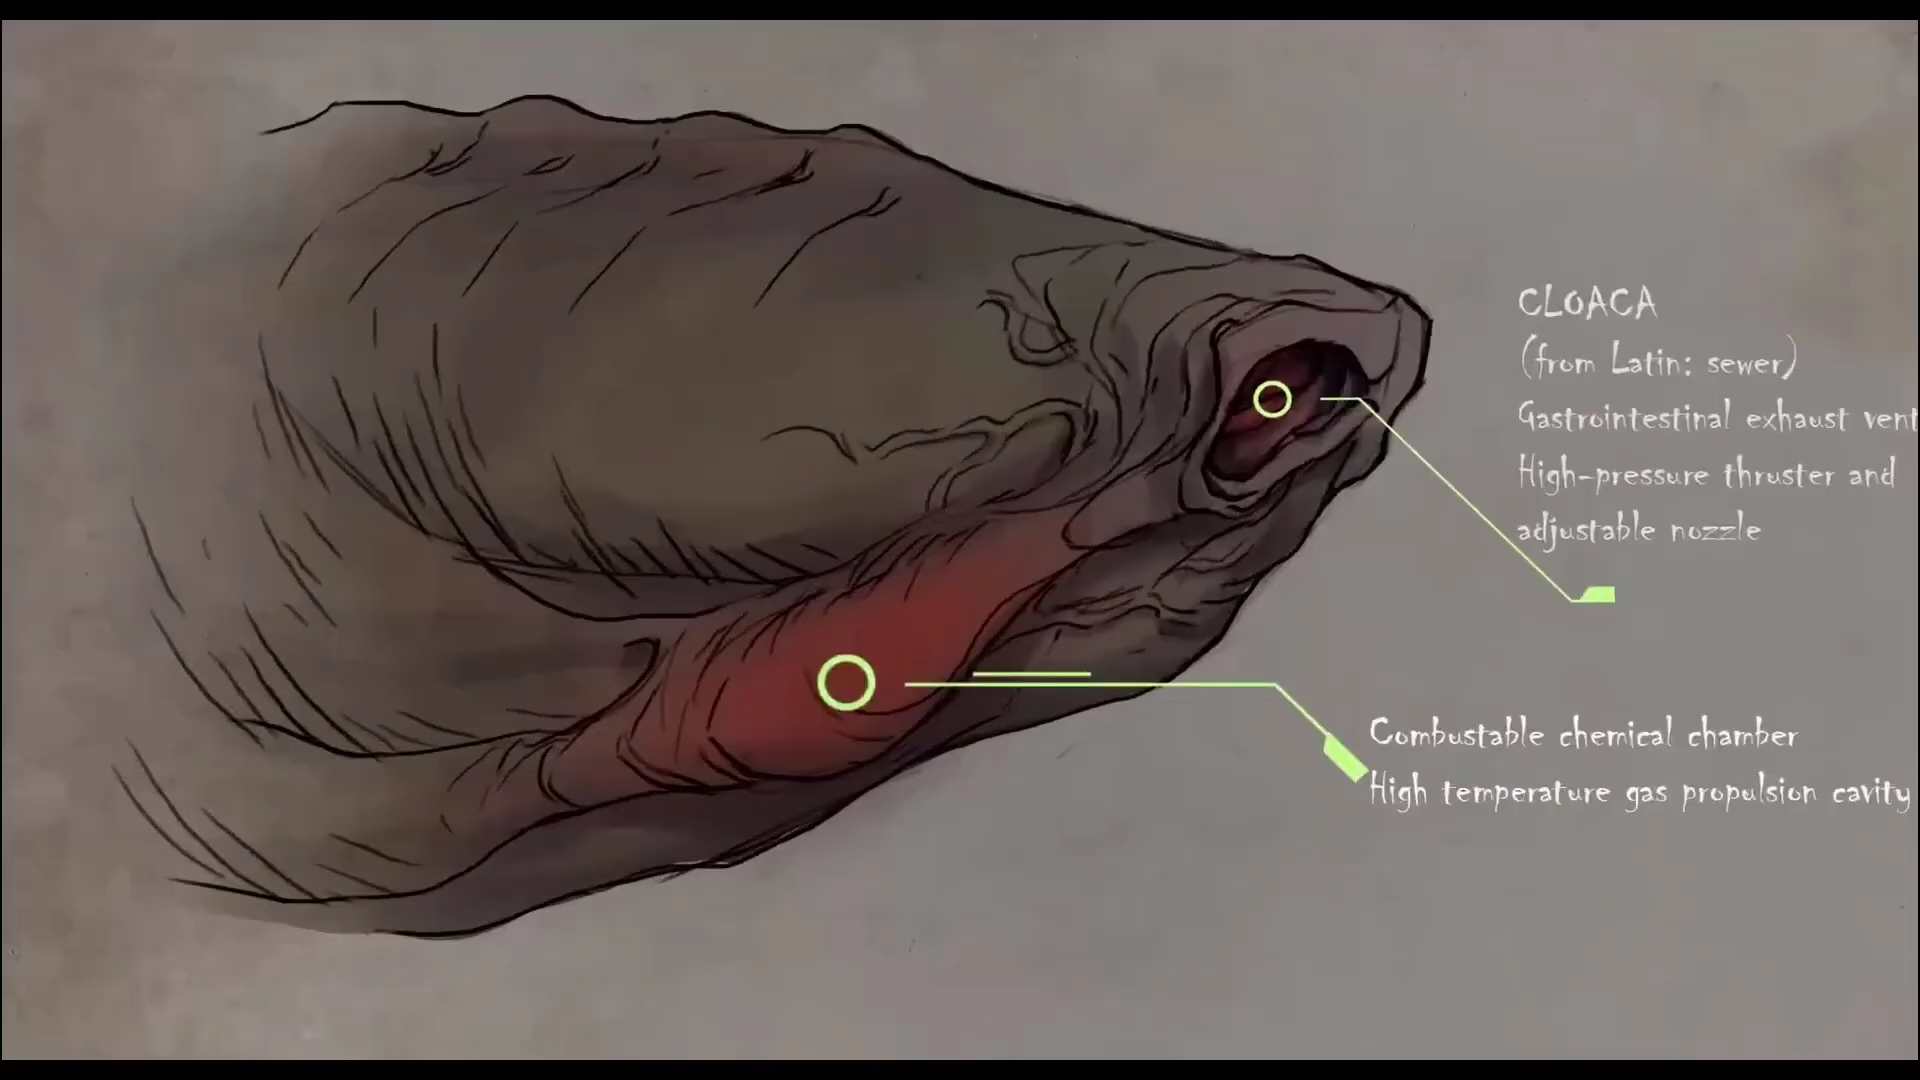 CLOACA
(from Latin: sewer)
Gastrointestinal exhaust vent
High-pressure thruster and
adjustable nozzle
Combustable chemical chamber
High temperature gas propulsion cavity